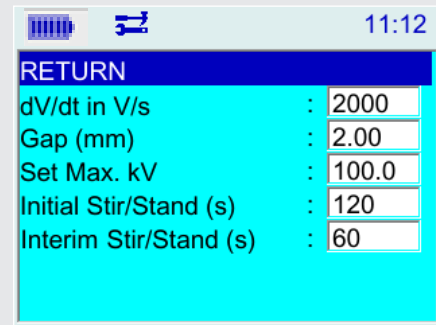 11:12
RETURN
dV/dt in V/s : 2000
Gap (mm) : 2.00
Set Max. kV : 100.0
Initial Stir/Stand (s) : 120
Interim Stir/Stand (s) : 60